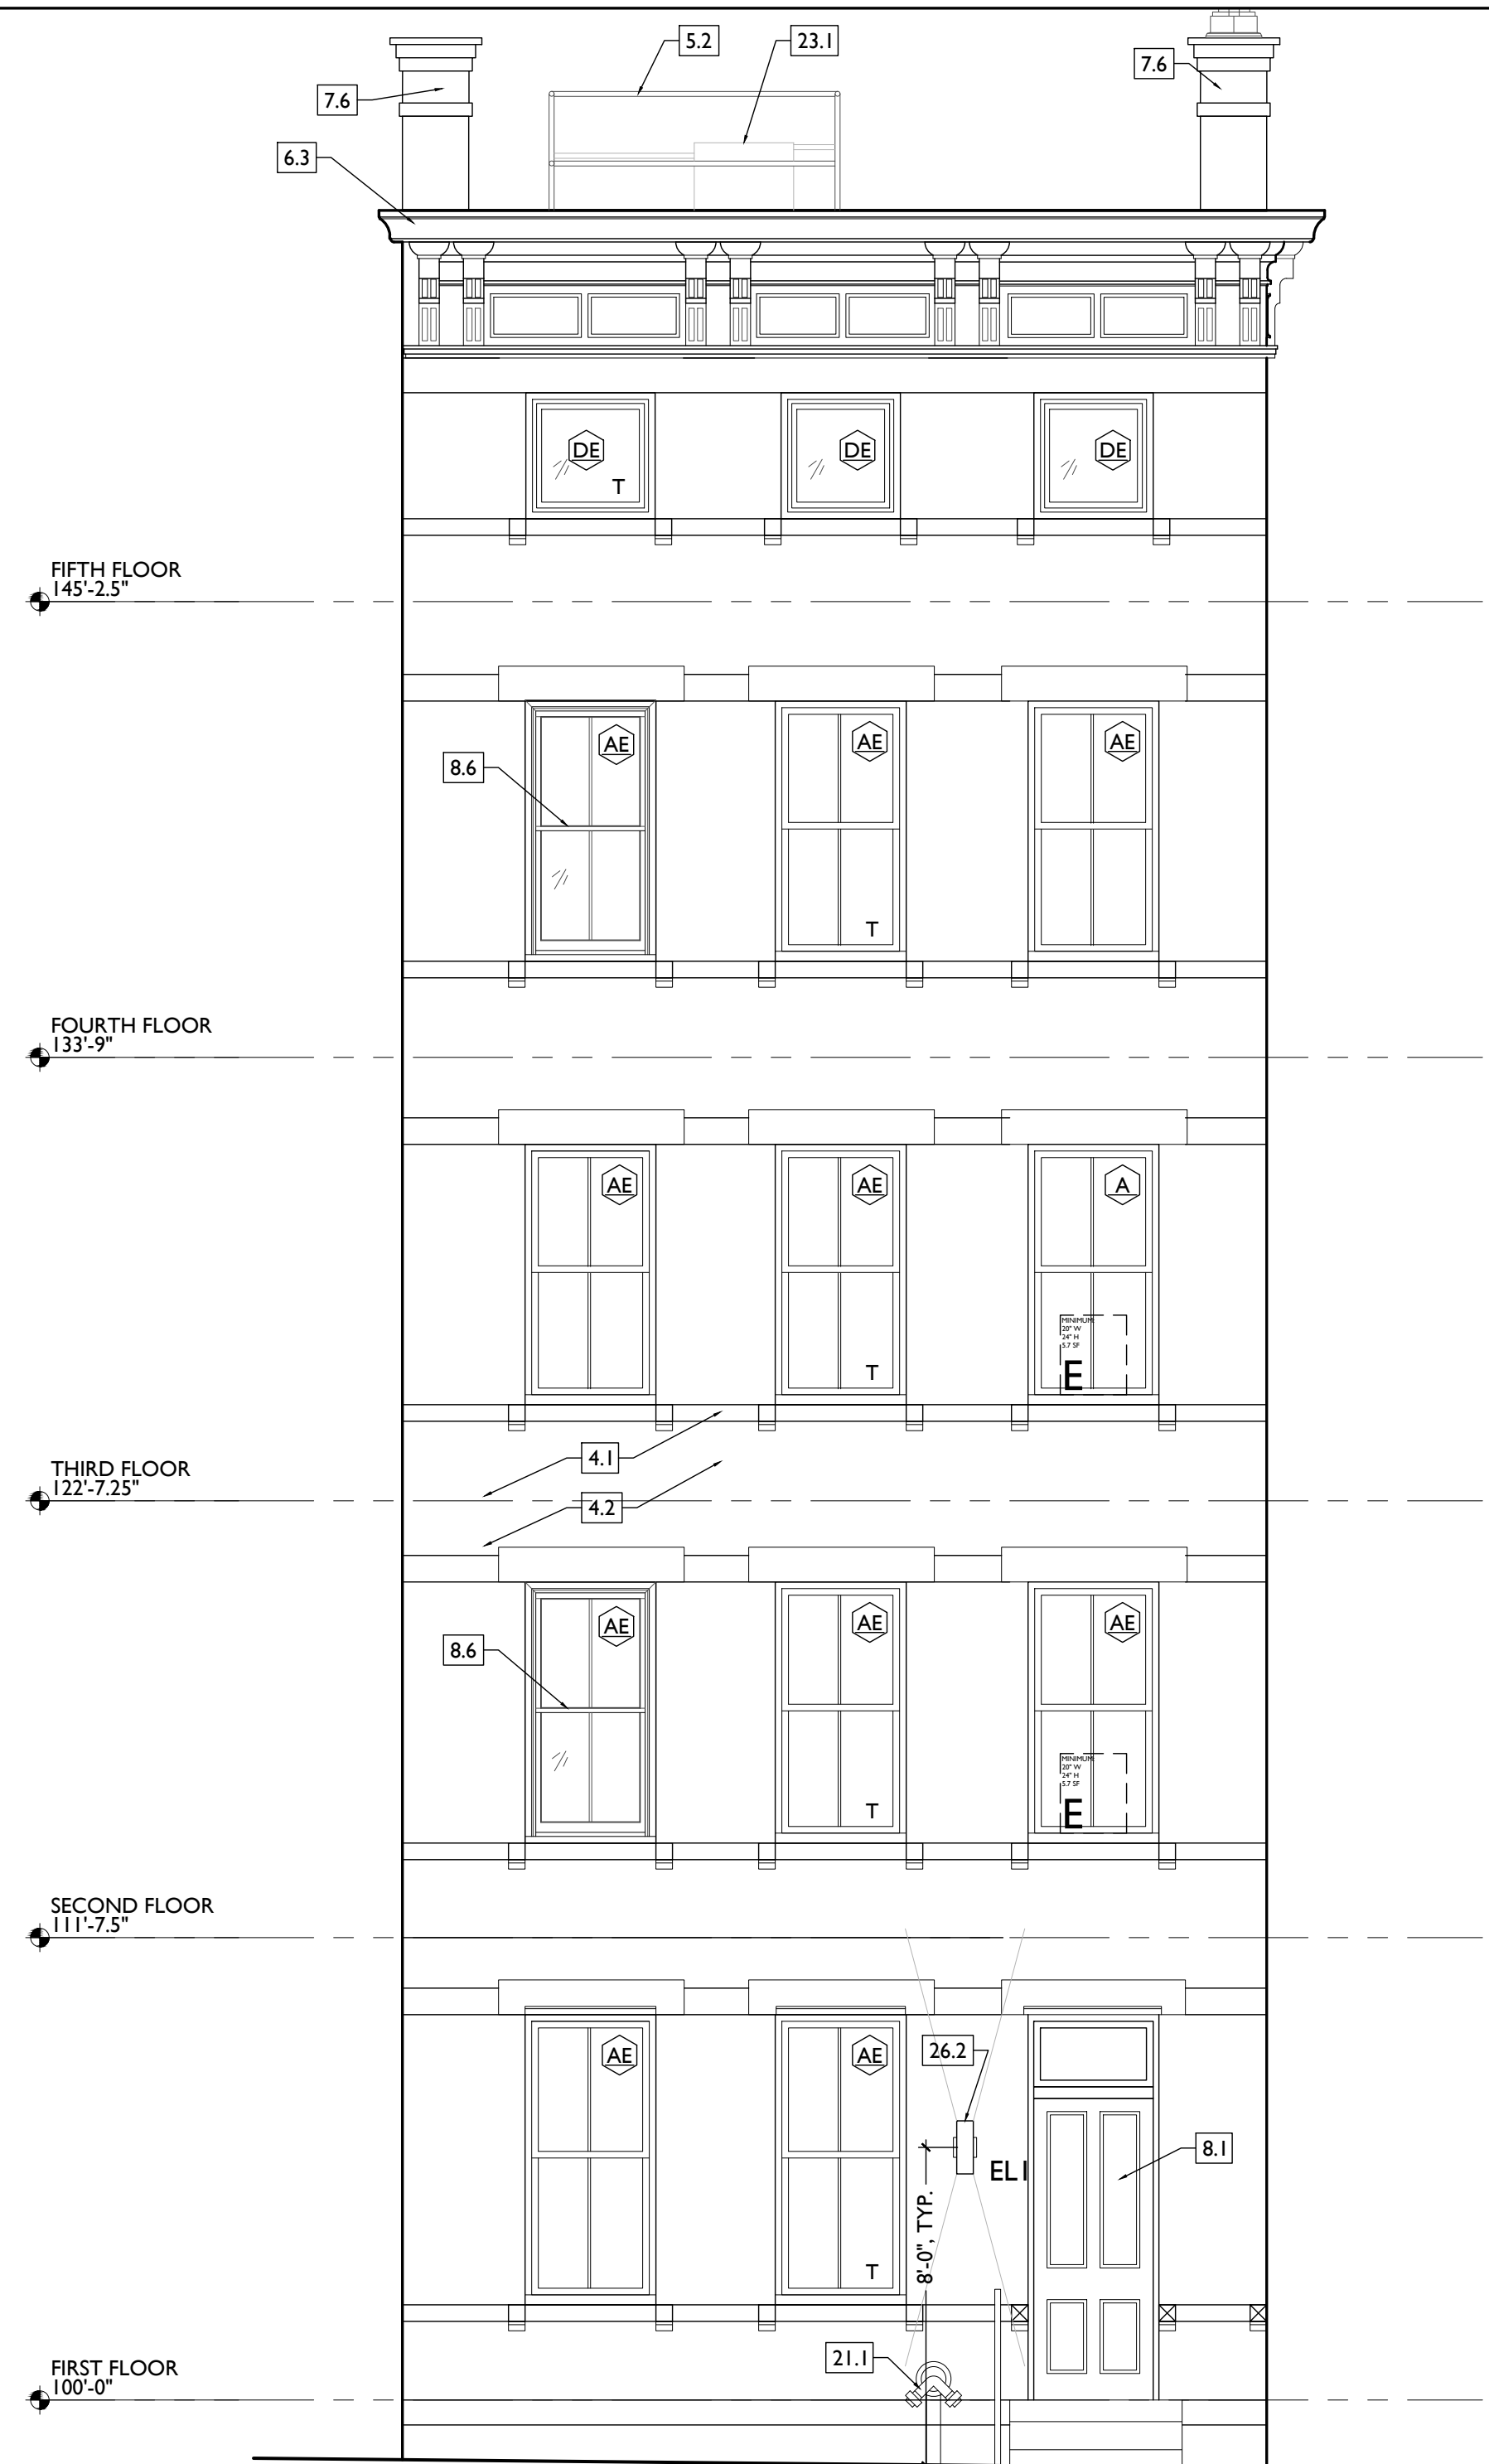 5.2
23.1
7.6
7.6
6.3
DE
DE
DE
T
FIFTH FLOOR
145'-2.5"
AE
AE
AE
8.6
T
FOURTH FLOOR
133'-9"
AE
AE
A
MINIMUM:
20" W
24" H
5.7 SF
E
T
4.1
THIRD FLOOR
122'-7.25"
4.2
AE
AE
AE
8.6
MINIMUM:
20" W
24" H
5.7 SF
E
T
SECOND FLOOR
111'-7.5"
AE
AE
26.2
8.1
EL1
8'-0", TYP.
T
21.1
FIRST FLOOR
100'-0"